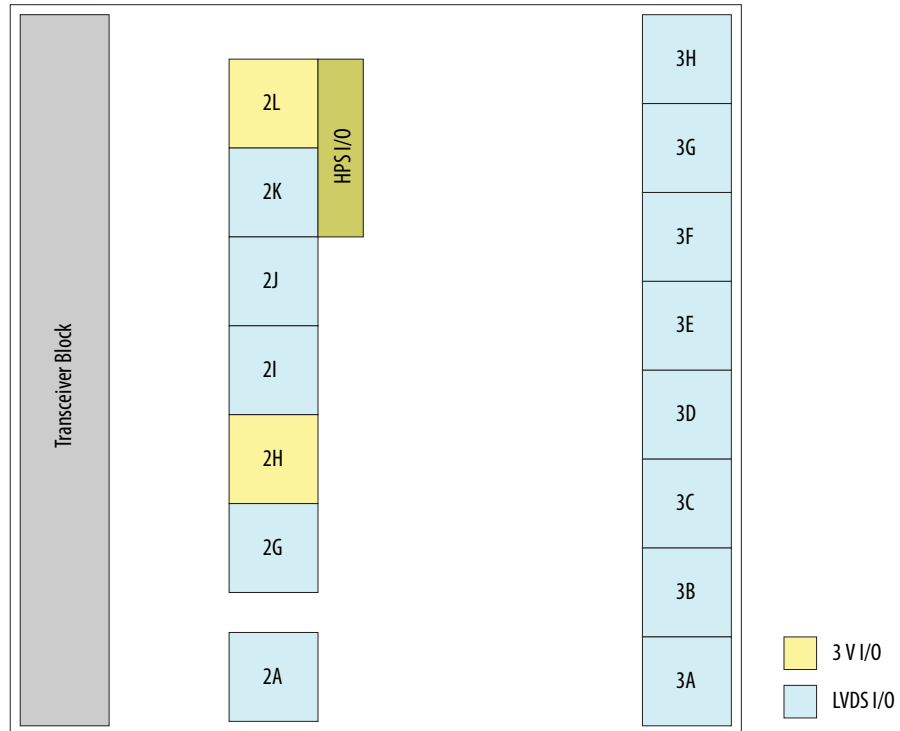 Transceiver Block
2L
2K
2J
2I
2H
2G
2A
HPS I/O
3H
3G
3F
3E
3D
3C
3B
3A
3 V I/O
LVDS I/O